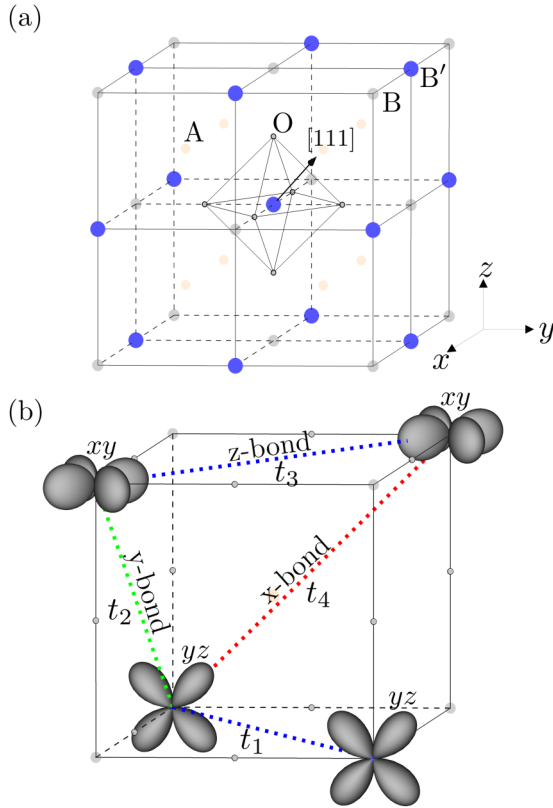 (a)
B′
B
A
O
[111]
z
y
x
(b)
xy
xy
z-bond
t3
y-bond
x-bond
t2
t4
yz
yz
t1